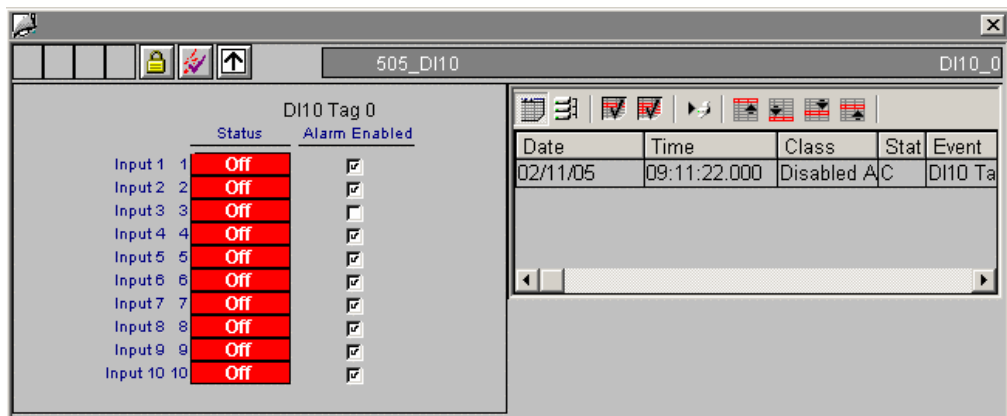 505_DI10 DI10_0
DI10 Tag 0
Status Alarm Enabled
Input 1 1 Off
Input 2 2 Off
Input 3 3 Off
Input 4 4 Off
Input 5 5 Off
Input 6 6 Off
Input 7 7 Off
Input 8 8 Off
Input 9 9 Off
Input 10 10 Off
Date Time Class Stat Event
02/11/05 09:11:22.000 Disabled A C DI10 Ta